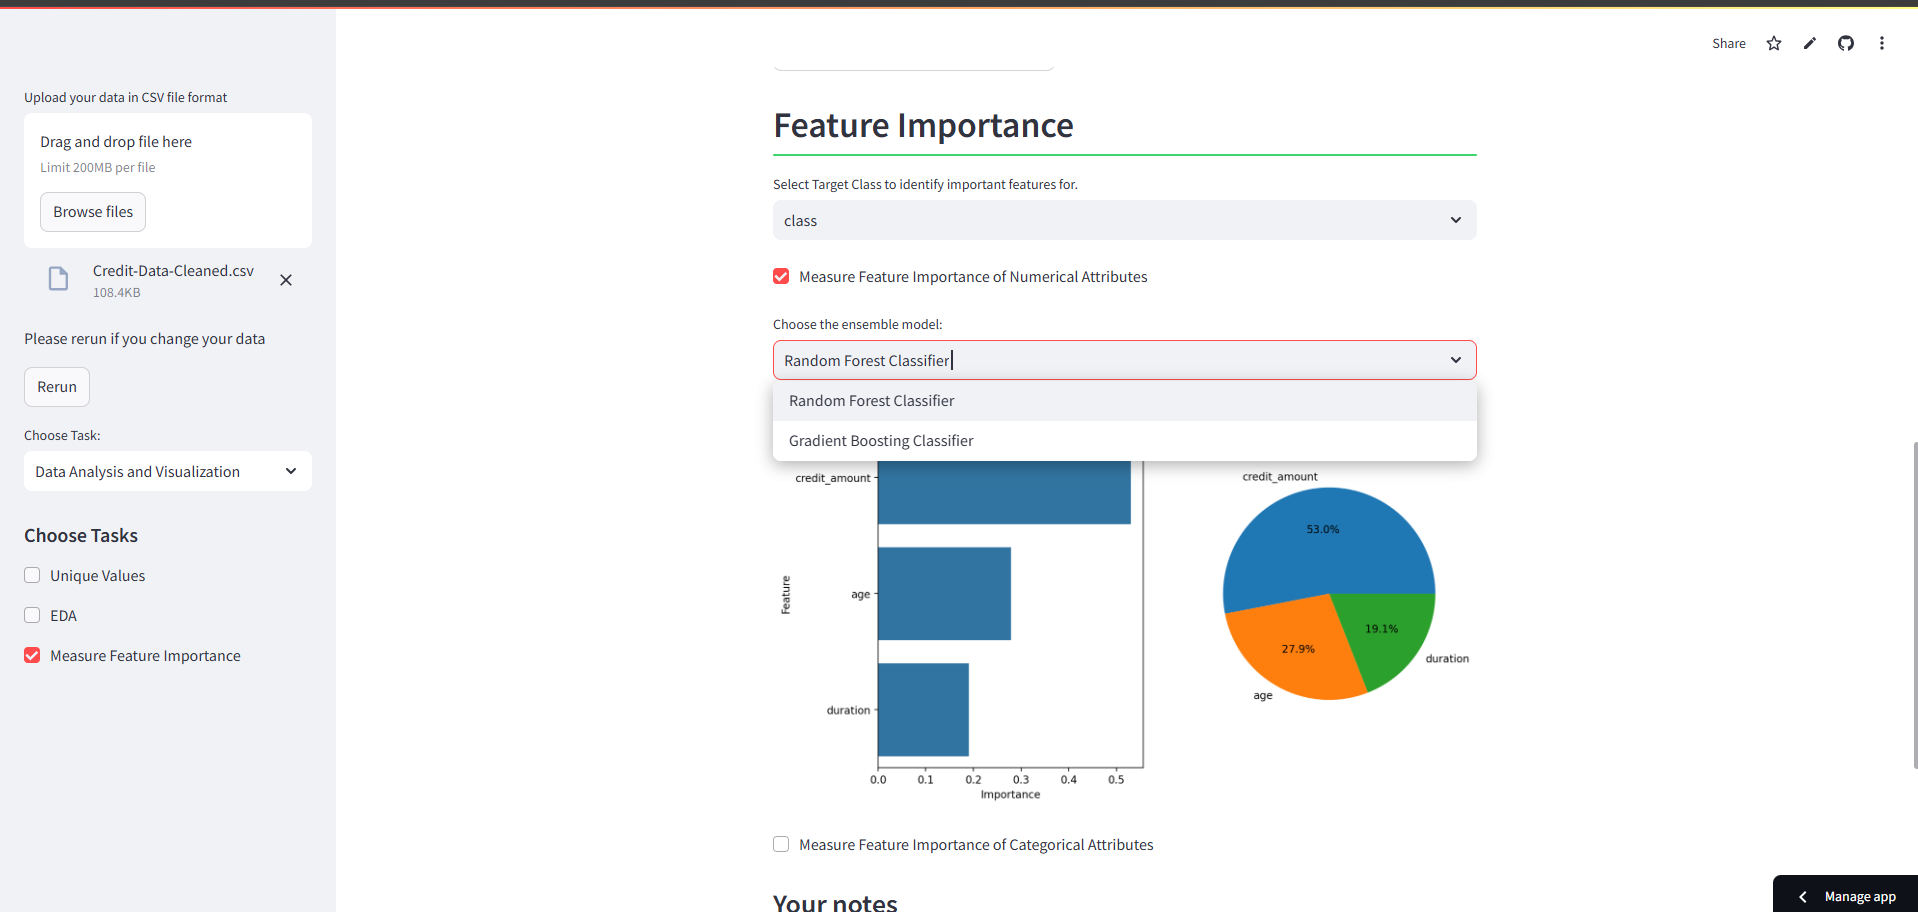 Share
Upload your data in CSV file format
Drag and drop file here
Limit 200MB per file
Browse files
Credit-Data-Cleaned.csv
108.4KB
Please rerun if you change your data
Rerun
Choose Task:
Data Analysis and Visualization
Choose Tasks
Unique Values
EDA
Measure Feature Importance
Feature Importance
Select Target Class to identify important features for.
class
Measure Feature Importance of Numerical Attributes
Choose the ensemble model:
Random Forest Classifier
Random Forest Classifier
Gradient Boosting Classifier
credit_amount
age
duration
Feature
0.0 0.1 0.2 0.3 0.4 0.5
Importance
credit_amount
53.0%
19.1%
27.9%
duration
age
Measure Feature Importance of Categorical Attributes
Your notes
Manage app